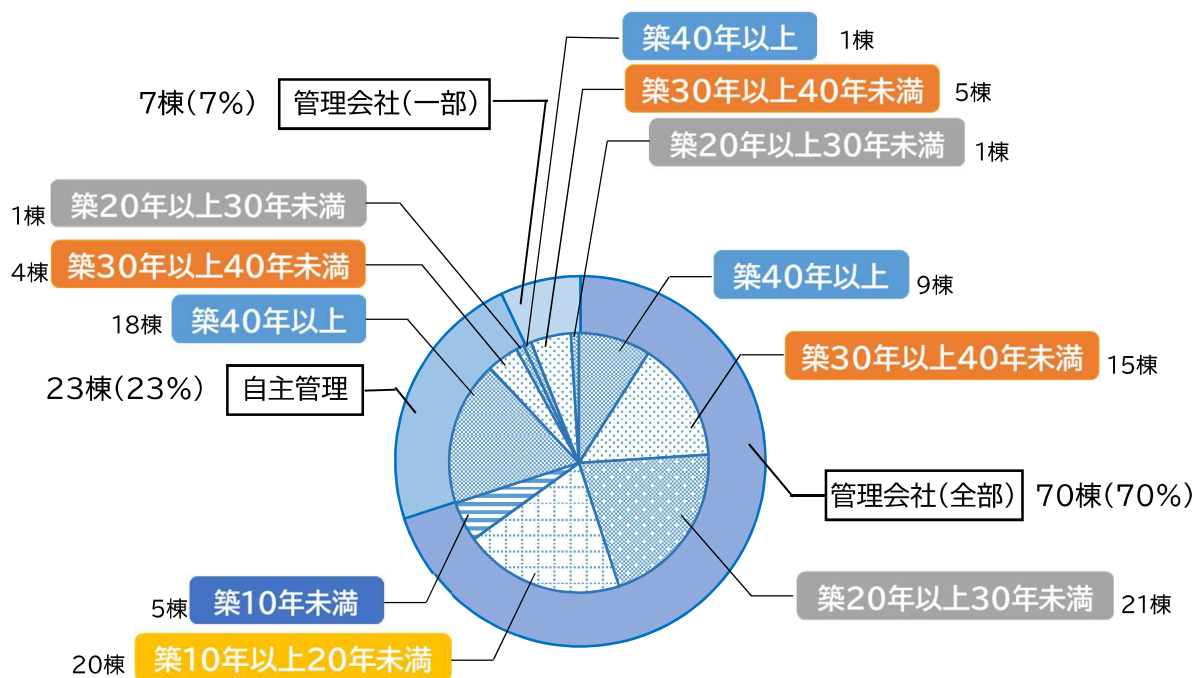 築40年以上 1棟
7棟(7%) 管理会社(一部)
築30年以上40年未満 5棟
築20年以上30年未満 1棟
1棟 築20年以上30年未満
4棟 築30年以上40年未満
築40年以上 9棟
18棟 築40年以上
築30年以上40年未満 15棟
23棟(23%) 自主管理
管理会社(全部) 70棟(70%)
5棟 築10年未満
築20年以上30年未満 21棟
20棟 築10年以上20年未満